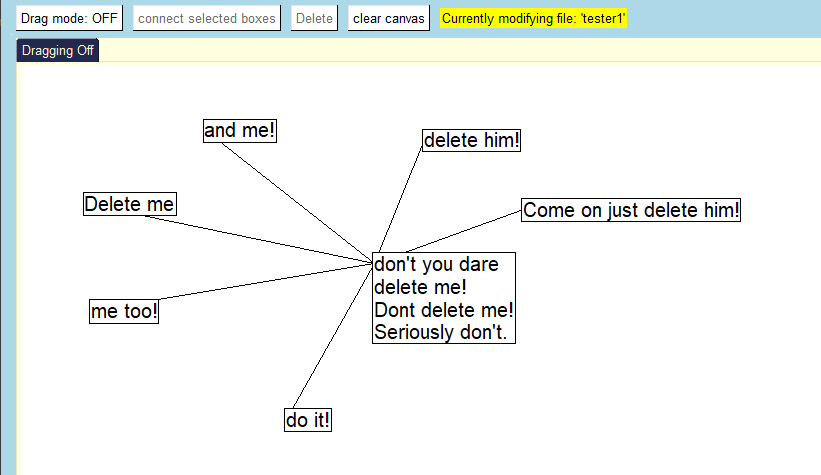 Drag mode: OFF
connect selected boxes
Delete
clear canvas
Currently modifying file: 'tester1'
Dragging Off
and me!
delete him!
Delete me
Come on just delete him!
don't you dare
delete me!
Dont delete me!
Seriously don't.
me too!
do it!